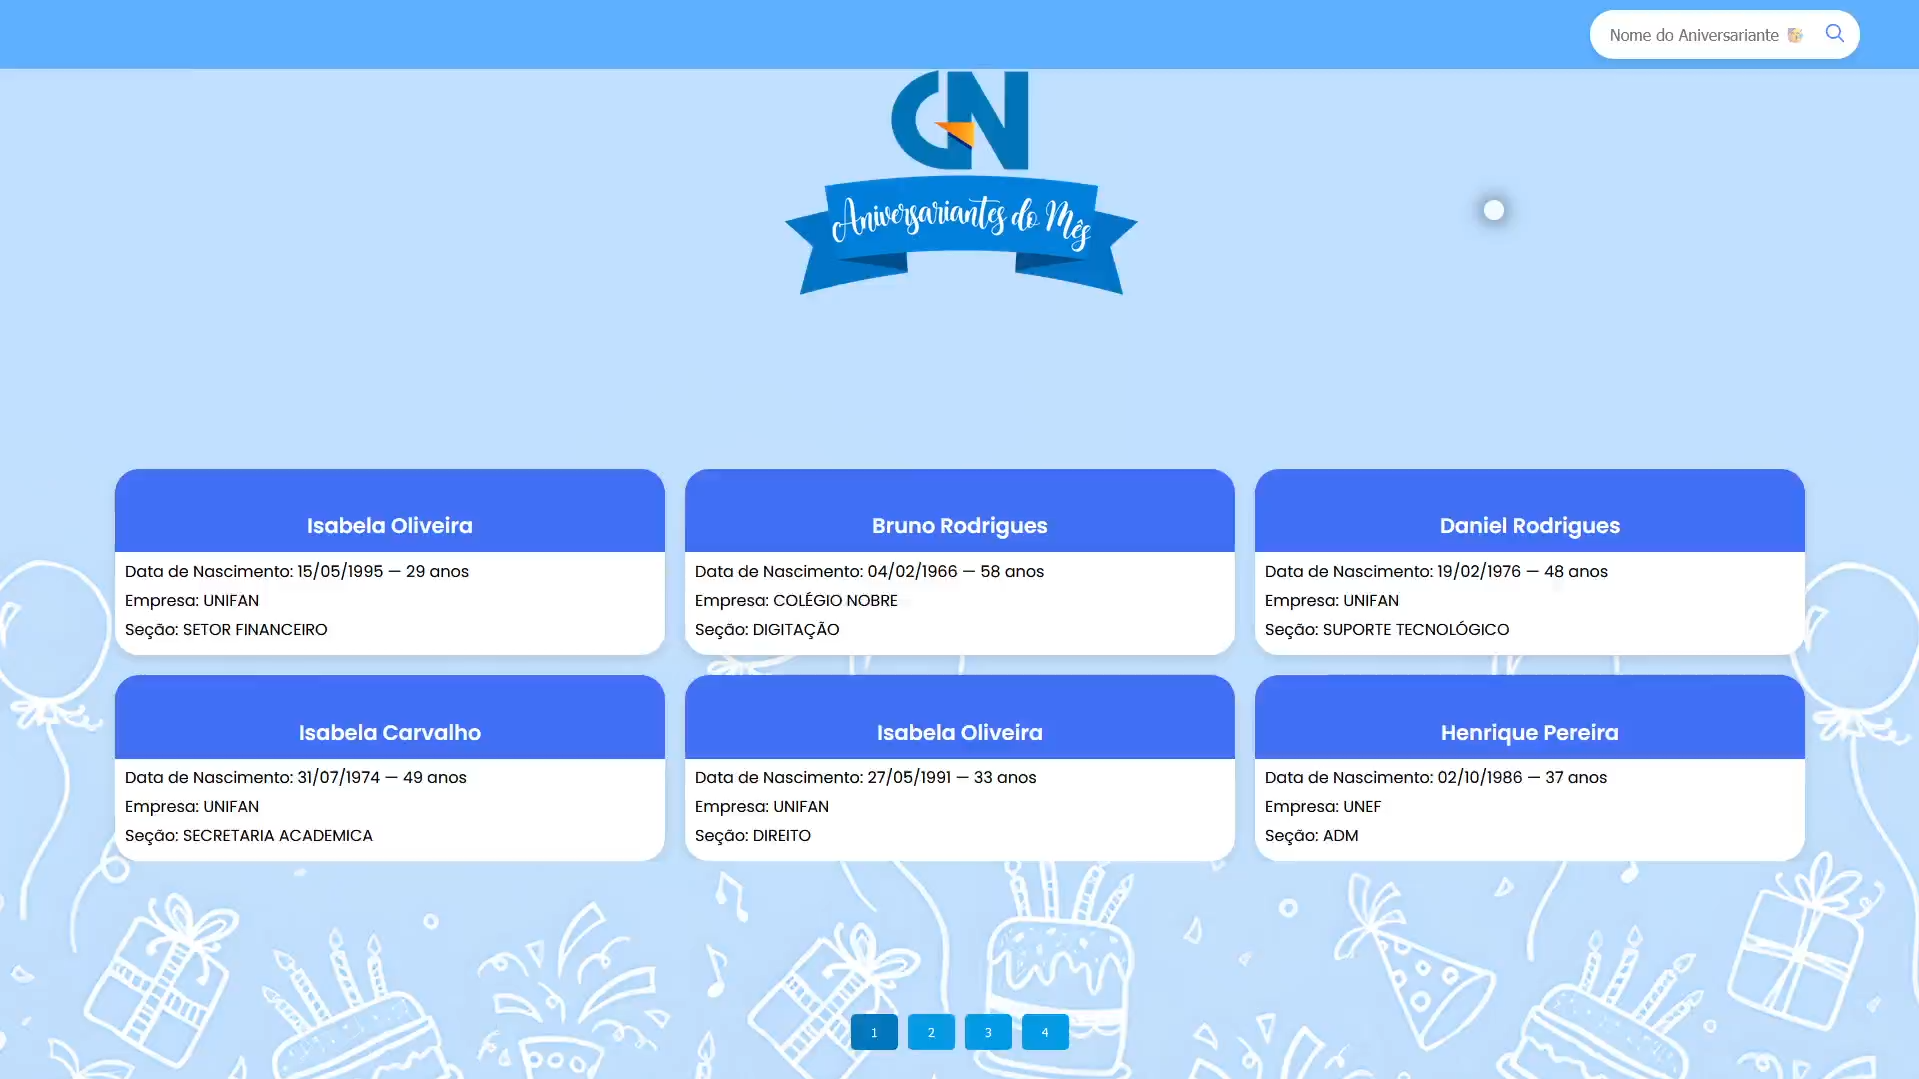 Nome do Aniversariante 🥳
CN
Aniversariantes do Mês
Isabela Oliveira
Data de Nascimento: 15/05/1995 — 29 anos
Empresa: UNIFAN
Seção: SETOR FINANCEIRO
Bruno Rodrigues
Data de Nascimento: 04/02/1966 — 58 anos
Empresa: COLÉGIO NOBRE
Seção: DIGITAÇÃO
Daniel Rodrigues
Data de Nascimento: 19/02/1976 — 48 anos
Empresa: UNIFAN
Seção: SUPORTE TECNOLÓGICO
Isabela Carvalho
Data de Nascimento: 31/07/1974 — 49 anos
Empresa: UNIFAN
Seção: SECRETARIA ACADEMICA
Isabela Oliveira
Data de Nascimento: 27/05/1991 — 33 anos
Empresa: UNIFAN
Seção: DIREITO
Henrique Pereira
Data de Nascimento: 02/10/1986 — 37 anos
Empresa: UNEF
Seção: ADM
1 2 3 4